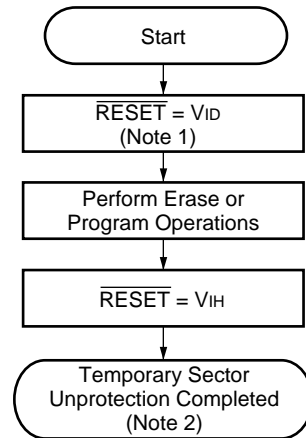 Start
RESET = VID
(Note 1)
Perform Erase or
Program Operations
RESET = VIH
Temporary Sector
Unprotection Completed
(Note 2)